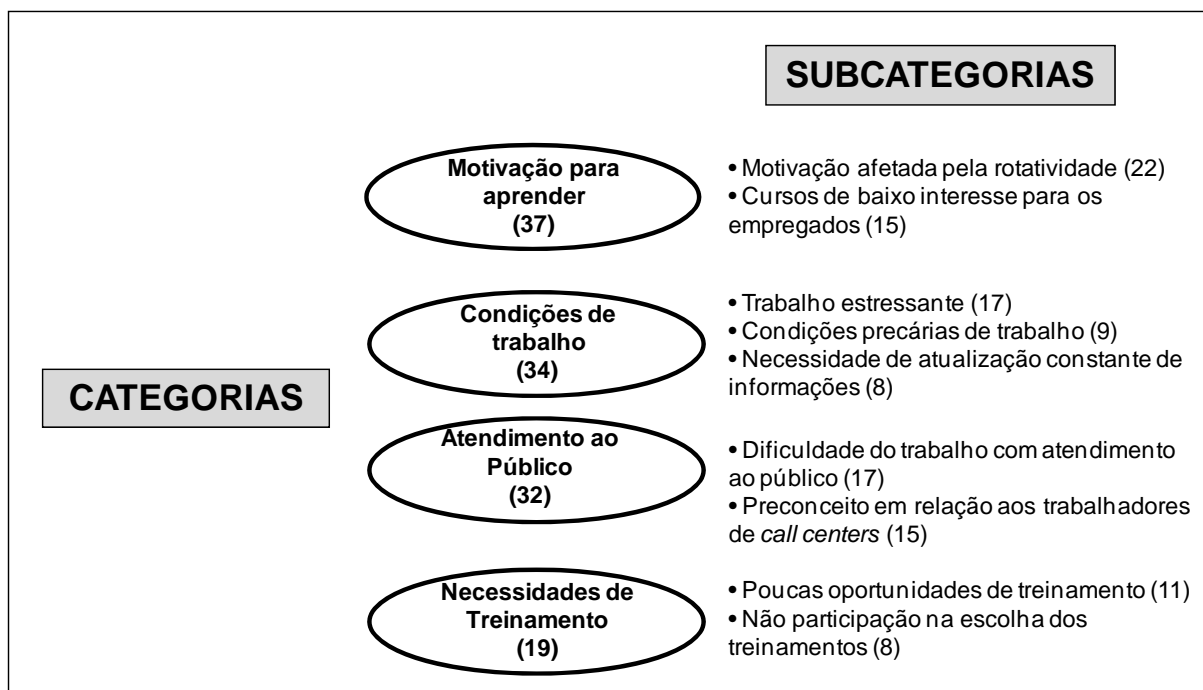 SUBCATEGORIAS
CATEGORIAS
Motivação para
aprender
(37)
• Motivação afetada pela rotatividade (22)
• Cursos de baixo interesse para os
empregados (15)
Condições de
trabalho
(34)
• Trabalho estressante (17)
• Condições precárias de trabalho (9)
• Necessidade de atualização constante de
informações (8)
Atendimento ao
Público
(32)
• Dificuldade do trabalho com atendimento
ao público (17)
• Preconceito em relação aos trabalhadores
de call centers (15)
Necessidades de
Treinamento
(19)
• Poucas oportunidades de treinamento (11)
• Não participação na escolha dos
treinamentos (8)